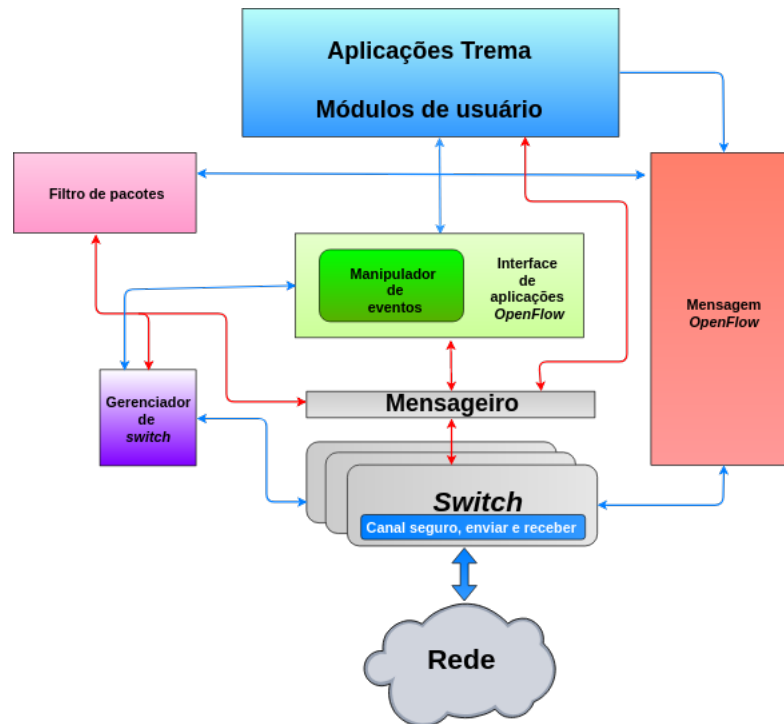 Aplicações Trema
Módulos de usuário
Filtro de pacotes
Manipulador
de
eventos
Interface
de
aplicações
OpenFlow
Mensagem
OpenFlow
Gerenciador
de
switch
Mensageiro
Switch
Canal seguro, enviar e receber
Rede